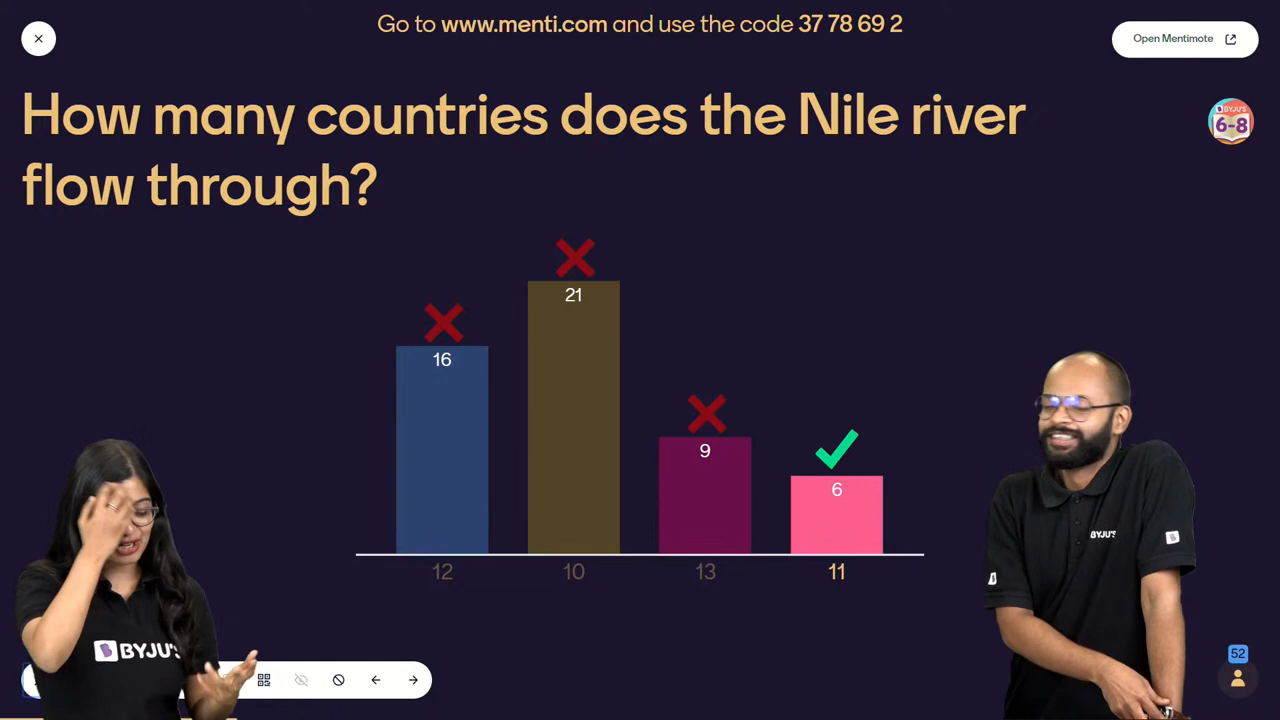 Go to www.menti.com and use the code 37 78 69 2
Open Mentimote
How many countries does the Nile river
flow through?
BYJU'S
6-8
16
21
9
6
12
10
13
11
BYJU'S
BYJU'S
52